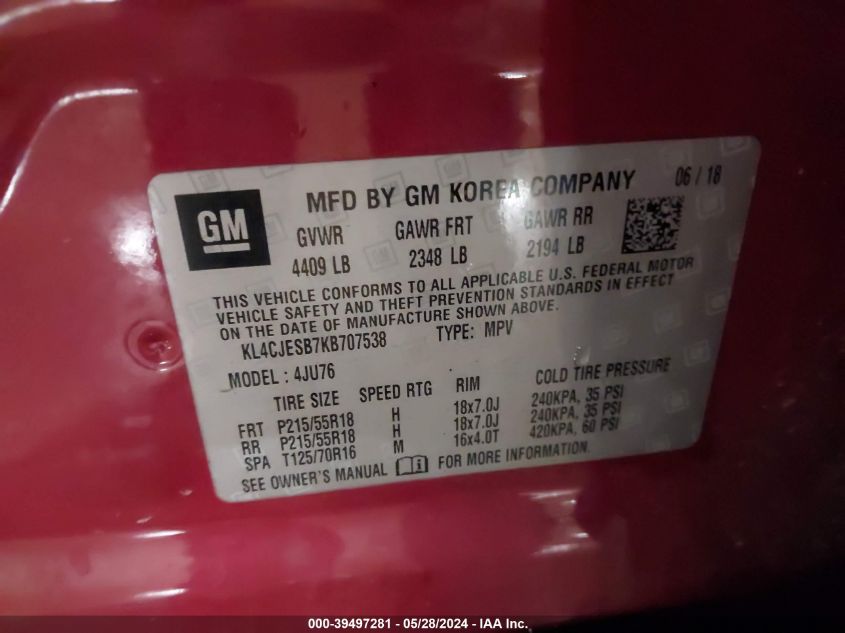 GM
MFD BY GM KOREA COMPANY 06 / 18
GVWR GAWR FRT GAWR RR
4409 LB 2348 LB 2194 LB
THIS VEHICLE CONFORMS TO ALL APPLICABLE U.S. FEDERAL MOTOR
VEHICLE SAFETY AND THEFT PREVENTION STANDARDS IN EFFECT
ON THE DATE OF MANUFACTURE SHOWN ABOVE.
KL4CJESB7KB707538 TYPE: MPV
MODEL : 4JU76
TIRE SIZE SPEED RTG RIM COLD TIRE PRESSURE
FRT P215/55R18 H 18x7.0J 240KPA, 35 PSI
RR P215/55R18 H 18x7.0J 240KPA, 35 PSI
SPA T125/70R16 M 16x4.0T 420KPA, 60 PSI
SEE OWNER'S MANUAL FOR MORE INFORMATION.
000-39497281 - 05/28/2024 - IAA Inc.